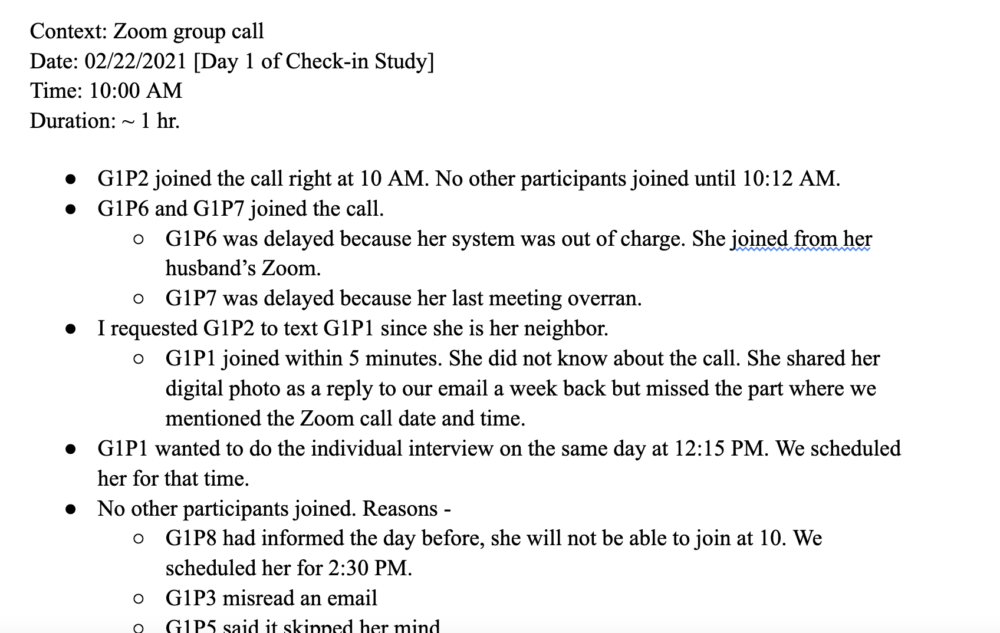 Context: Zoom group call
Date: 02/22/2021 [Day 1 of Check-in Study]
Time: 10:00 AM
Duration: ~ 1 hr.
● G1P2 joined the call right at 10 AM. No other participants joined until 10:12 AM.
● G1P6 and G1P7 joined the call.
○ G1P6 was delayed because her system was out of charge. She joined from her
husband’s Zoom.
○ G1P7 was delayed because her last meeting overran.
● I requested G1P2 to text G1P1 since she is her neighbor.
○ G1P1 joined within 5 minutes. She did not know about the call. She shared her
digital photo as a reply to our email a week back but missed the part where we
mentioned the Zoom call date and time.
● G1P1 wanted to do the individual interview on the same day at 12:15 PM. We scheduled
her for that time.
● No other participants joined. Reasons -
○ G1P8 had informed the day before, she will not be able to join at 10. We
scheduled her for 2:30 PM.
○ G1P3 misread an email
○ G1P5 said it skipped her mind